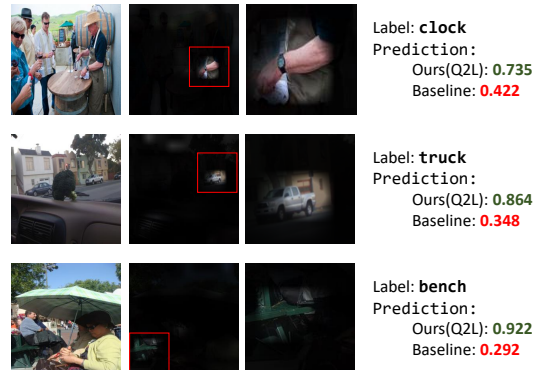 Label: clock
Prediction:
Ours(Q2L): 0.735
Baseline: 0.422
Label: truck
Prediction:
Ours(Q2L): 0.864
Baseline: 0.348
Label: bench
Prediction:
Ours(Q2L): 0.922
Baseline: 0.292